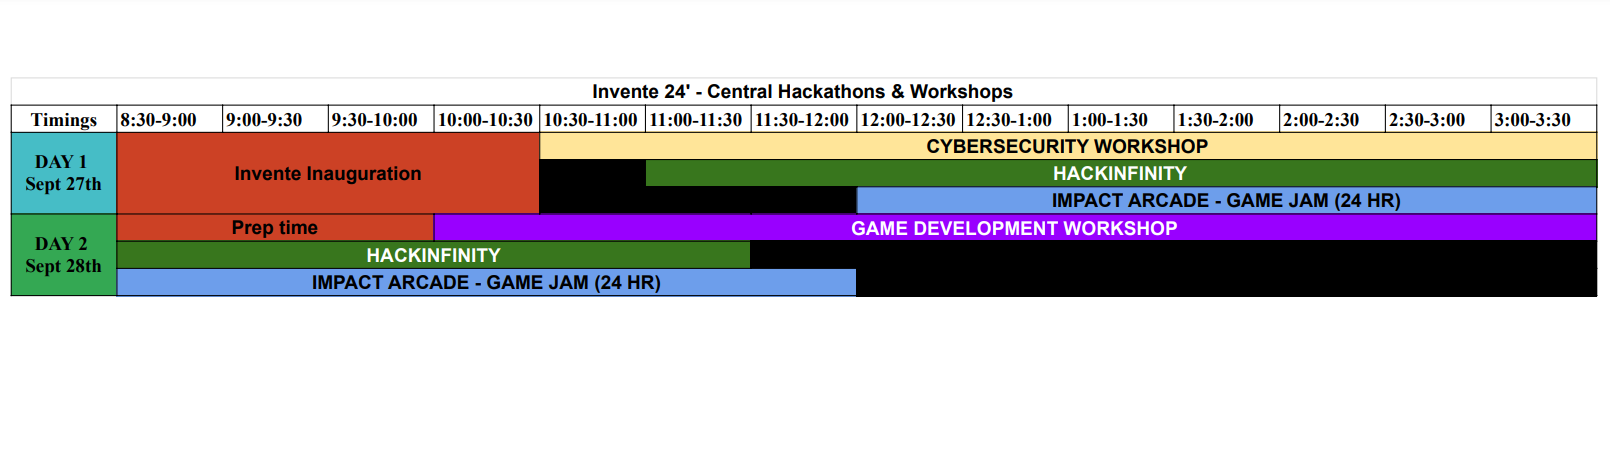 Invente 24' - Central Hackathons & Workshops
Timings 8:30-9:00 9:00-9:30 9:30-10:00 10:00-10:30 10:30-11:00 11:00-11:30 11:30-12:00 12:00-12:30 12:30-1:00 1:00-1:30 1:30-2:00 2:00-2:30 2:30-3:00 3:00-3:30
DAY 1
Sept 27th
Invente Inauguration
CYBERSECURITY WORKSHOP
HACKINFINITY
IMPACT ARCADE - GAME JAM (24 HR)
DAY 2
Sept 28th
Prep time
GAME DEVELOPMENT WORKSHOP
HACKINFINITY
IMPACT ARCADE - GAME JAM (24 HR)